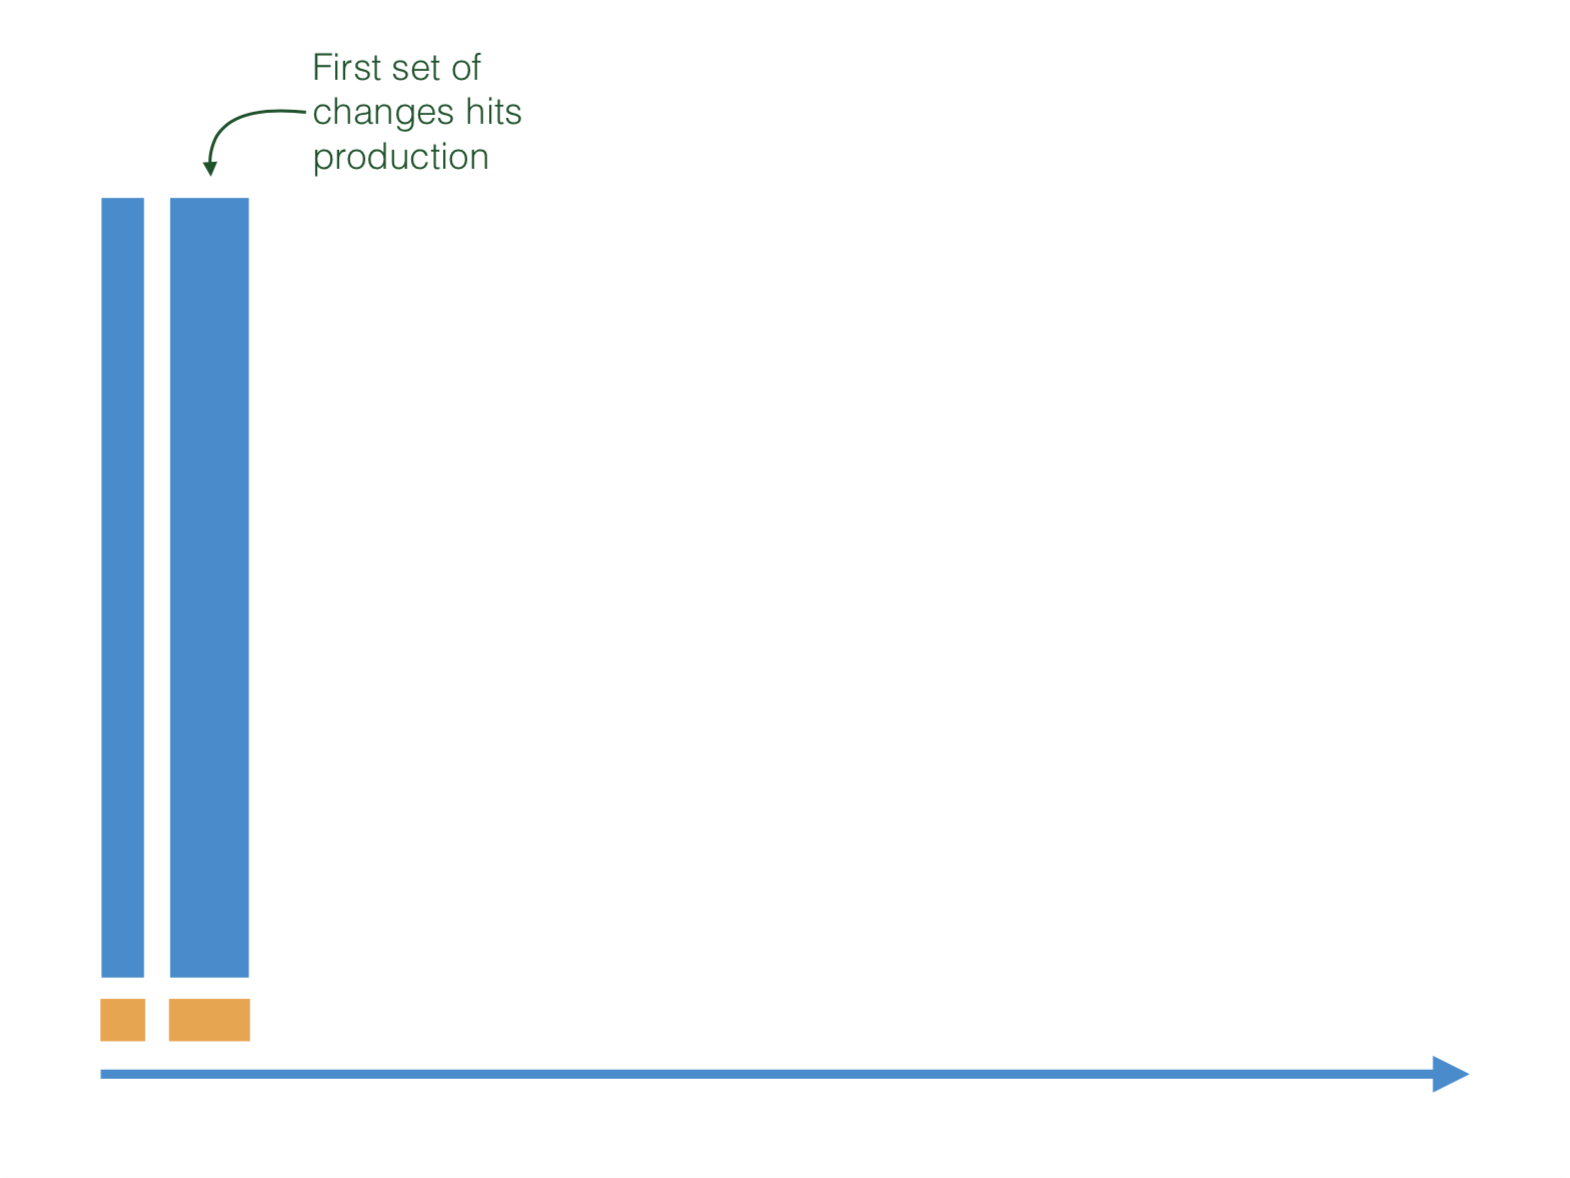 First set of
changes hits
production